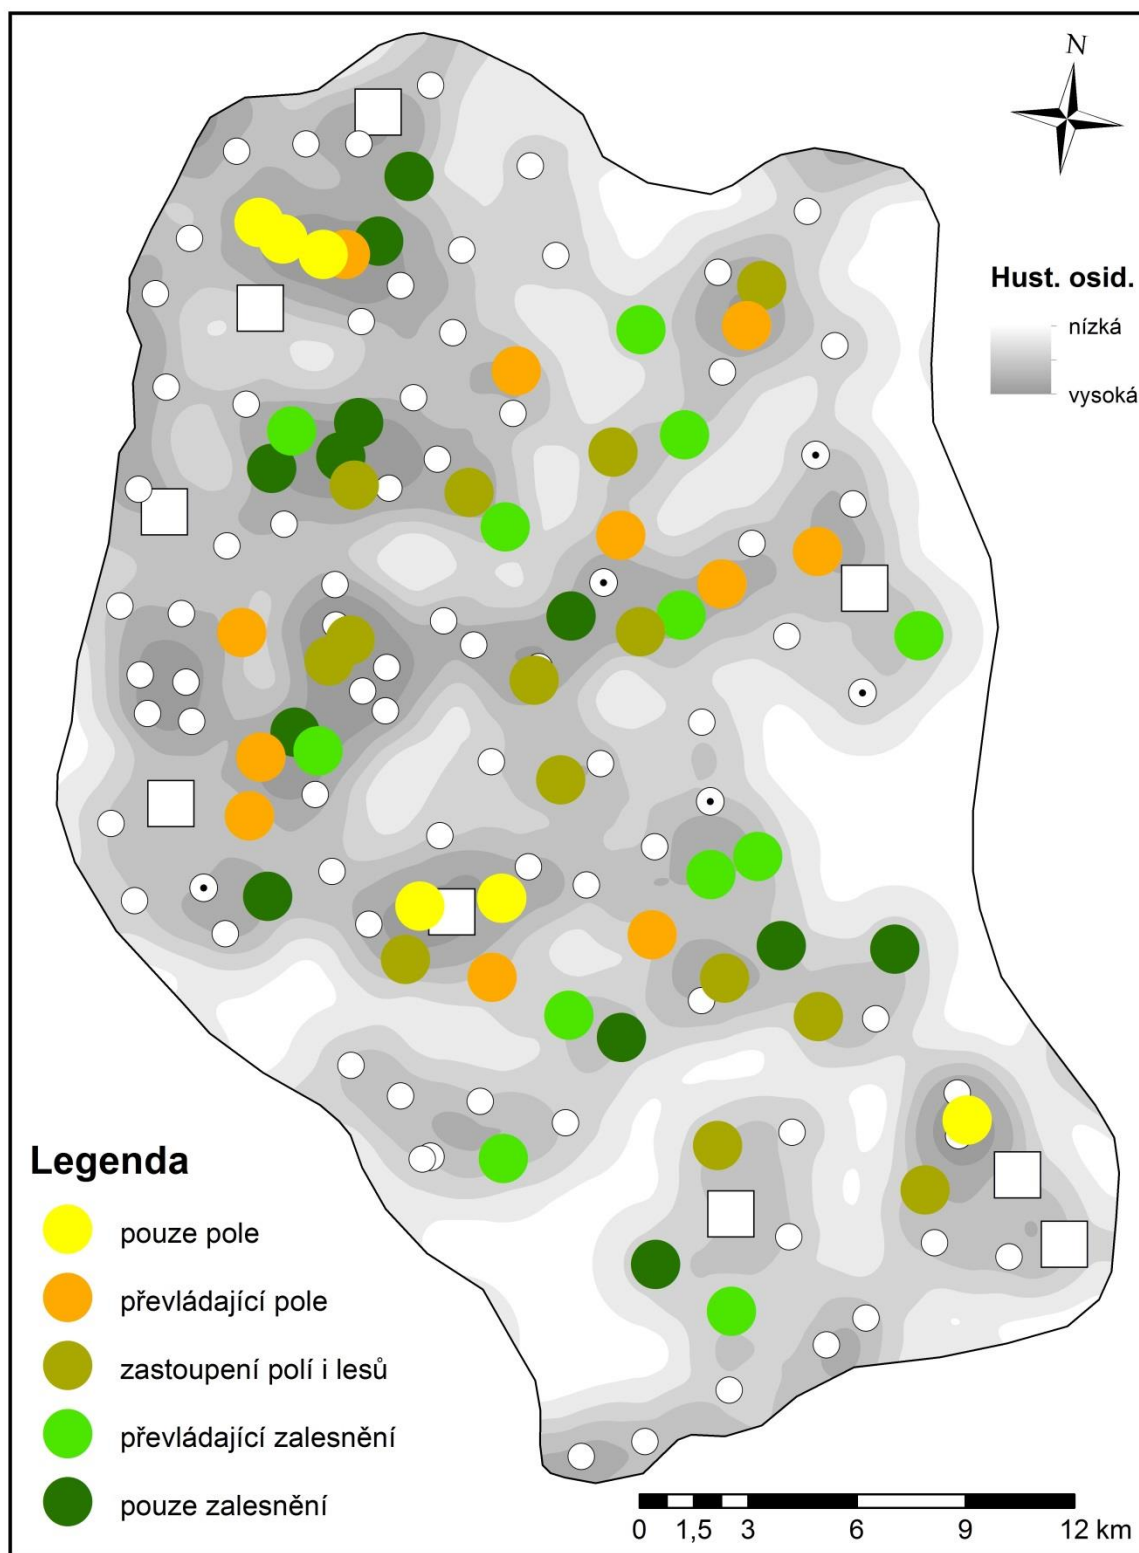 N
Hust. osid.
nízká
vysoká
Legenda
pouze pole
převládající pole
zastoupení polí i lesů
převládající zalesnění
pouze zalesnění
0 1,5 3 6 9 12 km